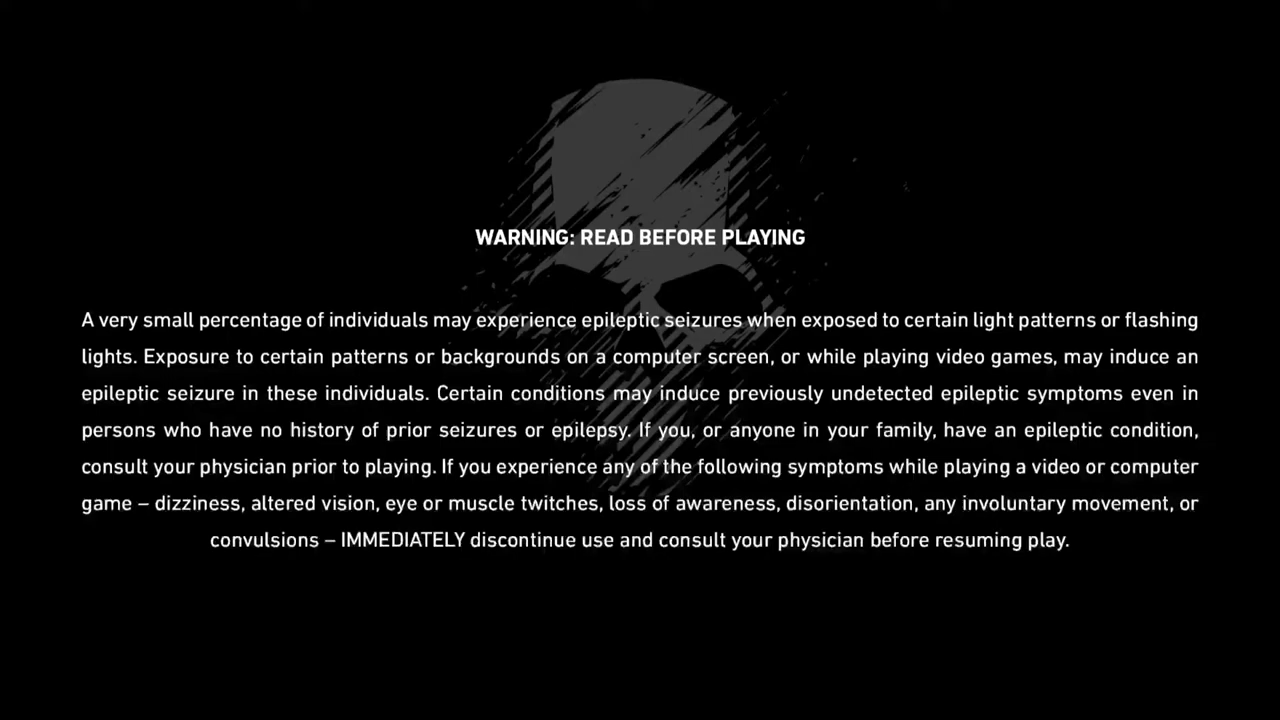 WARNING: READ BEFORE PLAYING
A very small percentage of individuals may experience epileptic seizures when exposed to certain light patterns or flashing
lights. Exposure to certain patterns or backgrounds on a computer screen, or while playing video games, may induce an
epileptic seizure in these individuals. Certain conditions may induce previously undetected epileptic symptoms even in
persons who have no history of prior seizures or epilepsy. If you, or anyone in your family, have an epileptic condition,
consult your physician prior to playing. If you experience any of the following symptoms while playing a video or computer
game – dizziness, altered vision, eye or muscle twitches, loss of awareness, disorientation, any involuntary movement, or
convulsions – IMMEDIATELY discontinue use and consult your physician before resuming play.